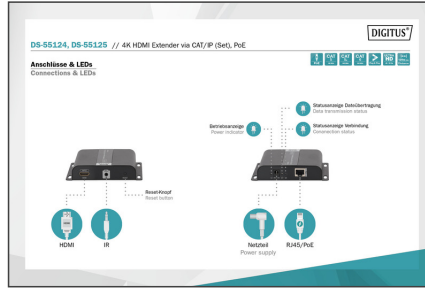 DIGITUS®
DS-55124, DS-55125 // 4K HDMI Extender via CAT/IP (Set), PoE
Anschlüsse & LEDs
Connections & LEDs
Statusanzeige Dateübertragung
Data transmission status
Betriebsanzeige
Power indicator
Statusanzeige Verbindung
Connection status
Reset-Knopf
Reset button
HDMI
IR
Netzteil
Power supply
RJ45/PoE